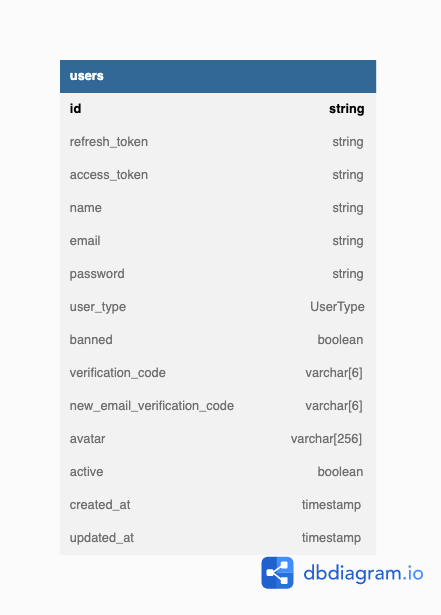 users
id string
refresh_token string
access_token string
name string
email string
password string
user_type UserType
banned boolean
verification_code varchar[6]
new_email_verification_code varchar[6]
avatar varchar[256]
active boolean
created_at timestamp
updated_at timestamp
dbdiagram.io